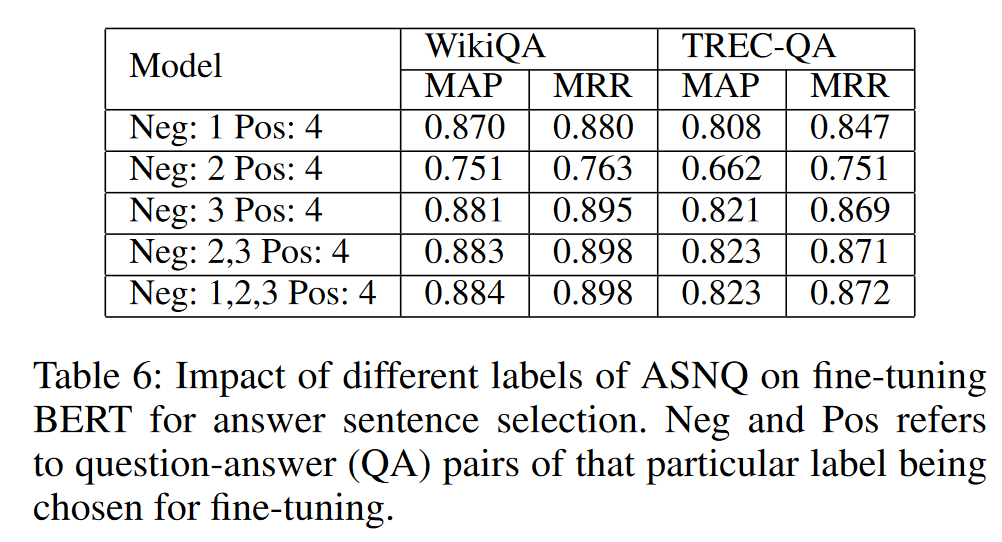 Model WikiQA TREC-QA
MAP MRR MAP MRR
Neg: 1 Pos: 4 0.870 0.880 0.808 0.847
Neg: 2 Pos: 4 0.751 0.763 0.662 0.751
Neg: 3 Pos: 4 0.881 0.895 0.821 0.869
Neg: 2,3 Pos: 4 0.883 0.898 0.823 0.871
Neg: 1,2,3 Pos: 4 0.884 0.898 0.823 0.872
Table 6: Impact of different labels of ASNQ on fine-tuning
BERT for answer sentence selection. Neg and Pos refers
to question-answer (QA) pairs of that particular label being
chosen for fine-tuning.